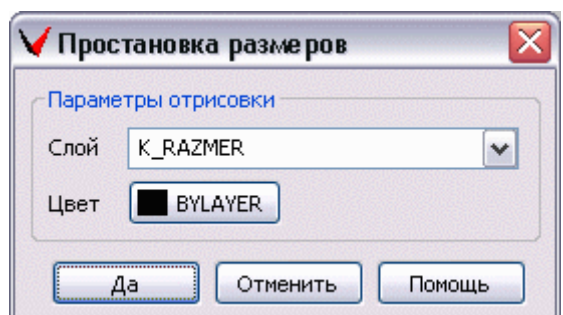 Простановка размеров
Параметры отрисовки
Слой K_RAZMER
Цвет BYLAYER
Да Отменить Помощь